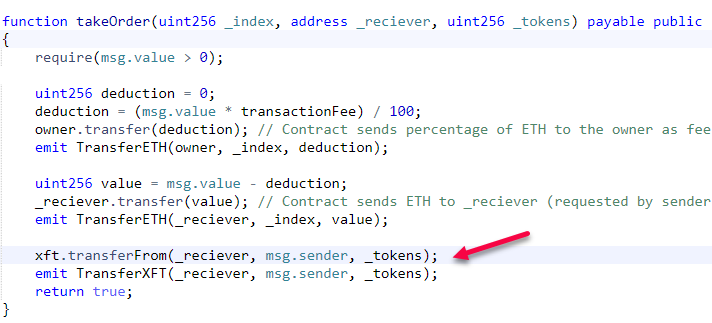 function takeOrder(uint256 _index, address _reciever, uint256 _tokens) payable public
{
require(msg.value > 0);
uint256 deduction = 0;
deduction = (msg.value * transactionFee) / 100;
owner.transfer(deduction); // Contract sends percentage of ETH to the owner as fee
emit TransferETH(owner, _index, deduction);
uint256 value = msg.value - deduction;
_reciever.transfer(value); // Contract sends ETH to _reciever (requested by sender
emit TransferETH(_reciever, _index, value);
xft.transferFrom(_reciever, msg.sender, _tokens);
emit TransferXFT(_reciever, msg.sender, _tokens);
return true;
}